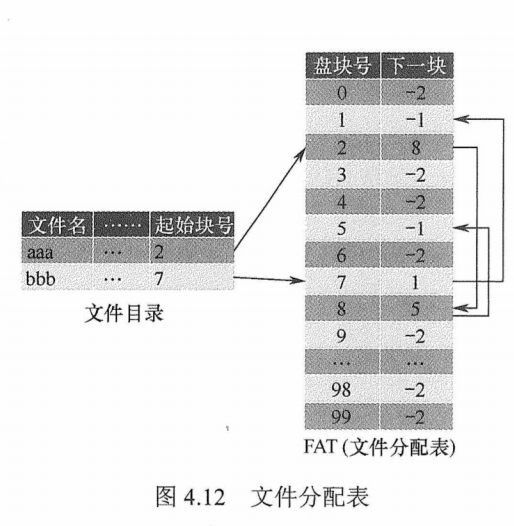 盘块号 下一块
0 -2
1 -1
2 8
3 -2
4 -2
5 -1
6 -2
7 1
8 5
9 -2
… …
98 -2
99 -2
FAT (文件分配表)
文件名 …… 起始块号
aaa … 2
bbb … 7
文件目录
图 4.12 文件分配表